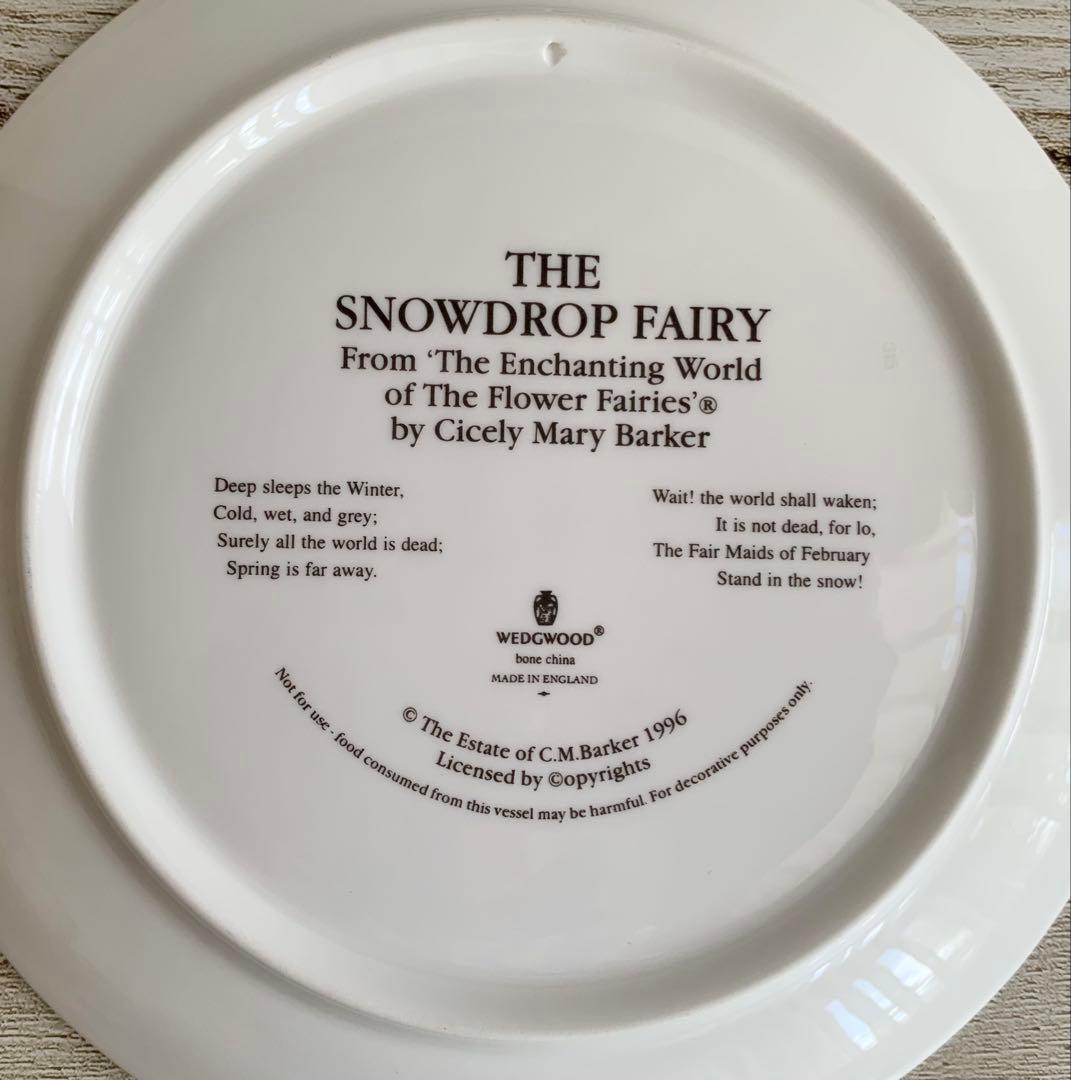 THE
SNOWDROP FAIRY
From ‘The Enchanting World
of The Flower Fairies’®
by Cicely Mary Barker
Deep sleeps the Winter,
Cold, wet, and grey;
Surely all the world is dead;
Spring is far away.
Wait! the world shall waken;
It is not dead, for lo,
The Fair Maids of February
Stand in the snow!
WEDGWOOD®
bone china
MADE IN ENGLAND
© The Estate of C.M.Barker 1996
Licensed by ©opyrights
Not for use - food consumed from this vessel may be harmful. For decorative purposes only.